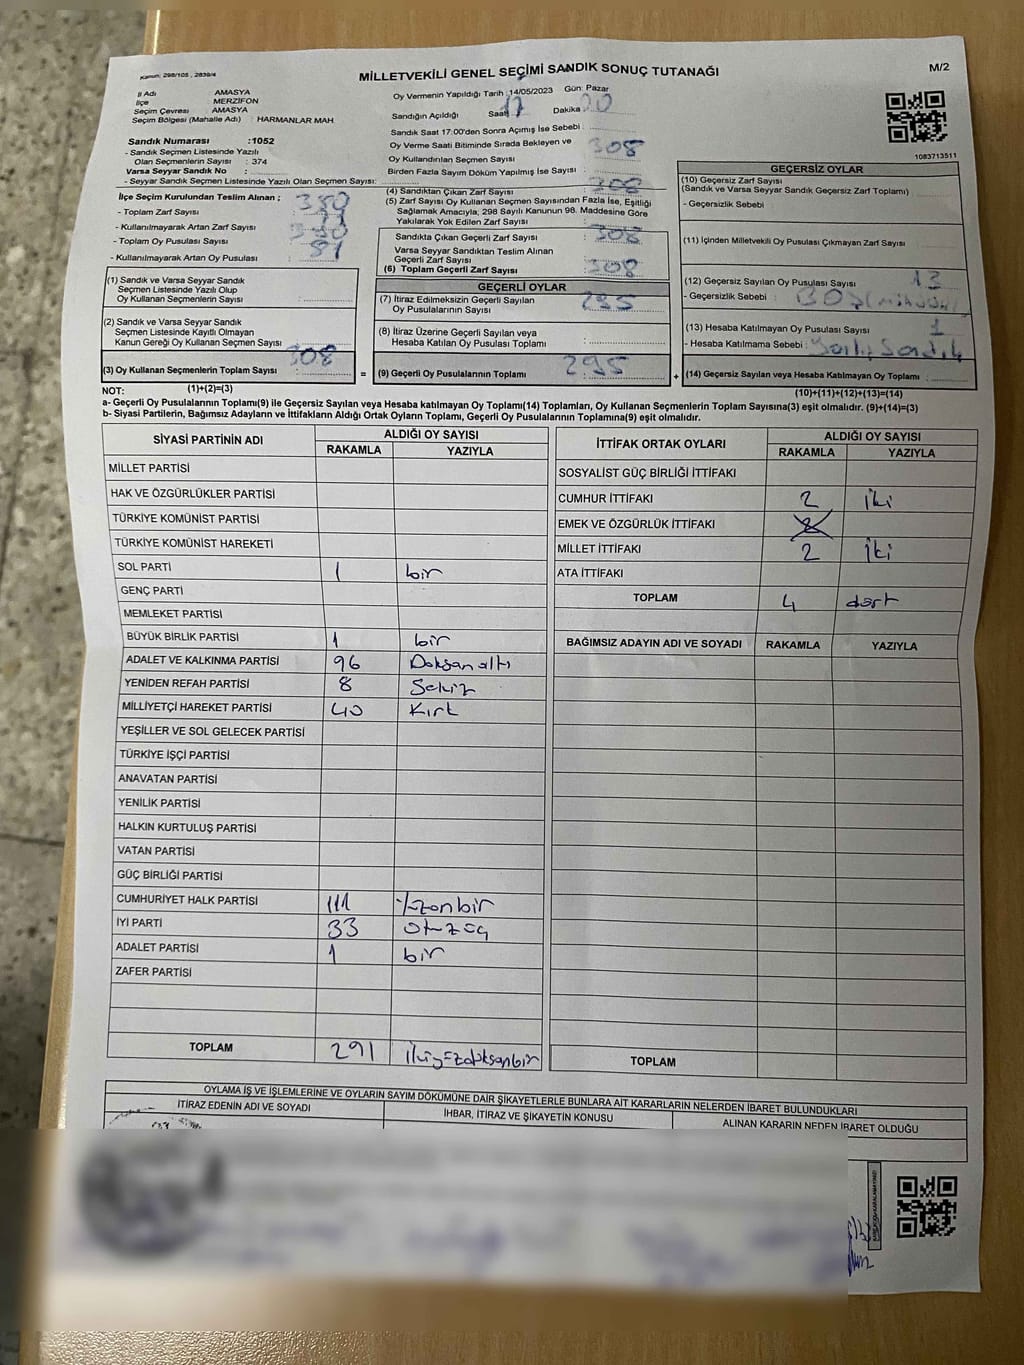 Kanun: 298/105, 2839/4
MİLLETVEKİLİ GENEL SEÇİMİ SANDIK SONUÇ TUTANAĞI
M/2
İl Adı AMASYA
İlçe MERZİFON
Seçim Çevresi AMASYA
Seçim Bölgesi (Mahalle Adı) : HARMANLAR MAH.
Sandık Numarası :1052
- Sandık Seçmen Listesinde Yazılı
Olan Seçmenlerin Sayısı : 374
Varsa Seyyar Sandık No :
- Seyyar Sandık Seçmen Listesinde Yazılı Olan Seçmen Sayısı:
Oy Vermenin Yapıldığı Tarih :14/05/2023 Gün: Pazar
Sandığın Açıldığı Saat 17 Dakika 00
Sandık Saat 17:00'den Sonra Açımış İse Sebebi :
Oy Verme Saati Bitiminde Sırada Bekleyen ve
Oy Kullandırılan Seçmen Sayısı 308
Birden Fazla Sayım Döküm Yapılmış İse Sayısı :
1083713511
İlçe Seçim Kurulundan Teslim Alınan ;
- Toplam Zarf Sayısı : 380
- Kullanılmayarak Artan Zarf Sayısı :
- Toplam Oy Pusulası Sayısı :
- Kullanılmayarak Artan Oy Pusulası :
(1) Sandık ve Varsa Seyyar Sandık
Seçmen Listesinde Yazılı Olup
Oy Kullanan Seçmenlerin Sayısı :
(2) Sandık ve Varsa Seyyar Sandık
Seçmen Listesinde Kayıtlı Olmayan
Kanun Gereği Oy Kullanan Seçmen Sayısı :
(3) Oy Kullanan Seçmenlerin Toplam Sayısı : 308
(4) Sandıktan Çıkan Zarf Sayısı : 308
(5) Zarf Sayısı Oy Kullanan Seçmen Sayısından Fazla İse, Eşitliği
Sağlamak Amacıyla, 298 Sayılı Kanunun 98. Maddesine Göre
Yakılarak Yok Edilen Zarf Sayısı :
Sandıkta Çıkan Geçerli Zarf Sayısı : 308
Varsa Seyyar Sandıktan Teslim Alınan
Geçerli Zarf Sayısı :
(6) Toplam Geçerli Zarf Sayısı : 308
GEÇERLİ OYLAR
(7) İtiraz Edilmeksizin Geçerli Sayılan
Oy Pusulalarının Sayısı : 295
(8) İtiraz Üzerine Geçerli Sayılan veya
Hesaba Katılan Oy Pusulası Toplamı :
= (9) Geçerli Oy Pusulalarının Toplamı : 295
GEÇERSİZ OYLAR
(10) Geçersiz Zarf Sayısı
(Sandık ve Varsa Seyyar Sandık Geçersiz Zarf Toplamı) :
- Geçersizlik Sebebi :
(11) İçinden Milletvekili Oy Pusulası Çıkmayan Zarf Sayısı :
(12) Geçersiz Sayılan Oy Pusulası Sayısı : 13
- Geçersizlik Sebebi :
(13) Hesaba Katılmayan Oy Pusulası Sayısı : 1
- Hesaba Katılmama Sebebi :
+ (14) Geçersiz Sayılan veya Hesaba Katılmayan Oy Toplamı :
NOT: (1)+(2)=(3)
(10)+(11)+(12)+(13)=(14)
a- Geçerli Oy Pusulalarının Toplamı(9) ile Geçersiz Sayılan veya Hesaba katılmayan Oy Toplamı(14) Toplamları, Oy Kullanan Seçmenlerin Toplam Sayısına(3) eşit olmalıdır. (9)+(14)=(3)
b- Siyasi Partilerin, Bağımsız Adayların ve İttifakların Aldığı Ortak Oyların Toplamı, Geçerli Oy Pusulalarının Toplamına(9) eşit olmalıdır.
SİYASİ PARTİNİN ADI ALDIĞI OY SAYISI
RAKAMLA YAZIYLA
MİLLET PARTİSİ
HAK VE ÖZGÜRLÜKLER PARTİSİ
TÜRKİYE KOMÜNİST PARTİSİ
TÜRKİYE KOMÜNİST HAREKETİ
SOL PARTİ 1 bir
GENÇ PARTİ
MEMLEKET PARTİSİ
BÜYÜK BİRLİK PARTİSİ 1 bir
ADALET VE KALKINMA PARTİSİ 96 Doksan altı
YENİDEN REFAH PARTİSİ 8 Sekiz
MİLLİYETÇİ HAREKET PARTİSİ 40 Kırk
YEŞİLLER VE SOL GELECEK PARTİSİ
TÜRKİYE İŞÇİ PARTİSİ
ANAVATAN PARTİSİ
YENİLİK PARTİSİ
HALKIN KURTULUŞ PARTİSİ
VATAN PARTİSİ
GÜÇ BİRLİĞİ PARTİSİ
CUMHURİYET HALK PARTİSİ 111 Yüzonbir
İYİ PARTİ 33 Otuzüç
ADALET PARTİSİ 1 bir
ZAFER PARTİSİ
TOPLAM 291 ikiyüzdoksanbir
İTTİFAK ORTAK OYLARI ALDIĞI OY SAYISI
RAKAMLA YAZIYLA
SOSYALİST GÜÇ BİRLİĞİ İTTİFAKI
CUMHUR İTTİFAKI 2 iki
EMEK VE ÖZGÜRLÜK İTTİFAKI
MİLLET İTTİFAKI 2 iki
ATA İTTİFAKI
TOPLAM 4 dört
BAĞIMSIZ ADAYIN ADI VE SOYADI RAKAMLA YAZIYLA
TOPLAM
OYLAMA İŞ VE İŞLEMLERİNE VE OYLARIN SAYIM DÖKÜMÜNE DAİR ŞİKAYETLERLE BUNLARA AİT KARARLARIN NELERDEN İBARET BULUNDUKLARI
İTİRAZ EDENİN ADI VE SOYADI İHBAR, İTİRAZ VE ŞİKAYETİN KONUSU ALINAN KARARIN NEDEN İBARET OLDUĞU